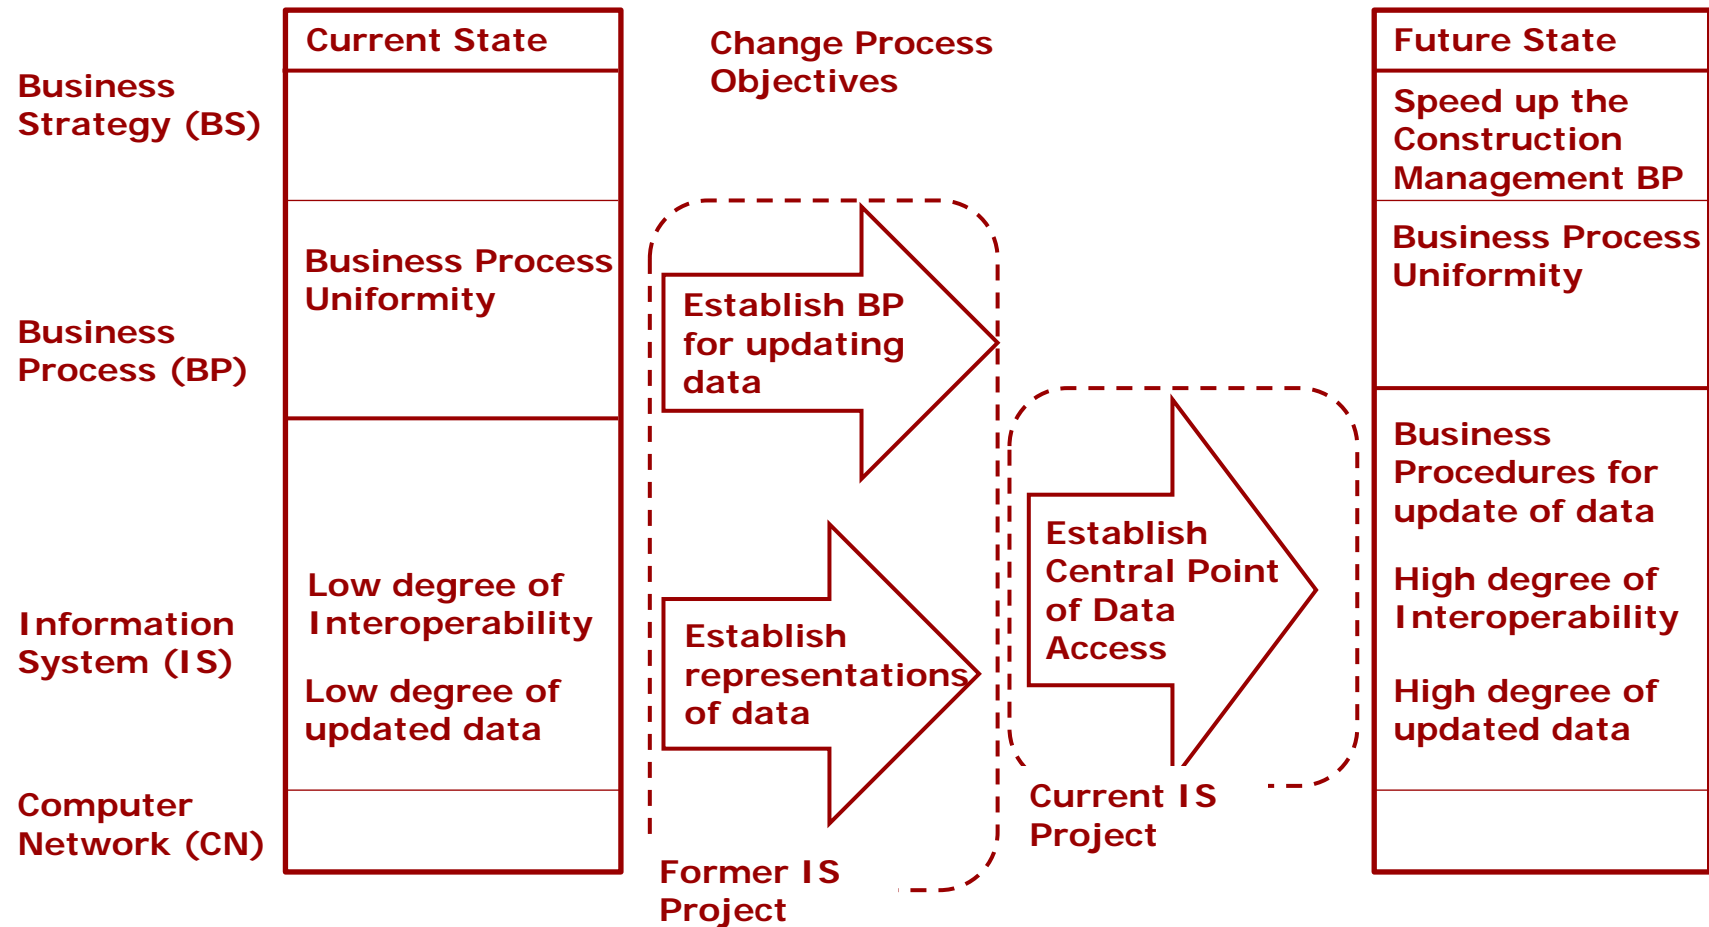 Current State
Change Process
Objectives
Future State
Business
Strategy (BS)
Speed up the
Construction
Management BP
Business
Process (BP)
Business Process
Uniformity
Establish BP
for updating
data
Business Process
Uniformity
Information
System (IS)
Low degree of
Interoperability
Low degree of
updated data
Establish
representations
of data
Establish
Central Point
of Data
Access
Business
Procedures for
update of data
High degree of
Interoperability
High degree of
updated data
Computer
Network (CN)
Former IS
Project
Current IS
Project